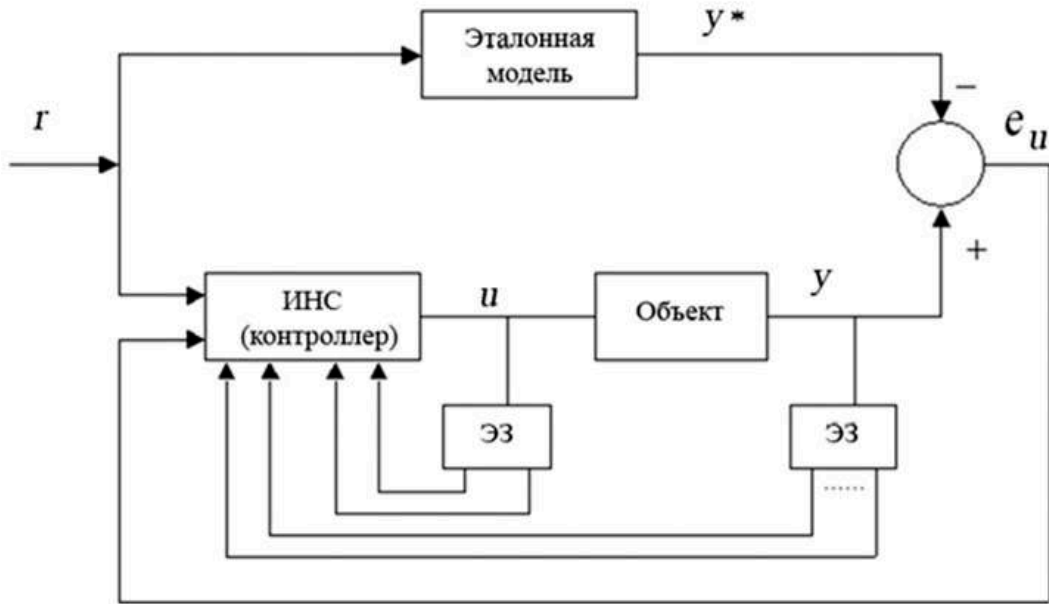 Эталонная
модель
y*
−
r
e u
+
ИНС
(контроллер)
u
Объект
y
ЭЗ
ЭЗ
......